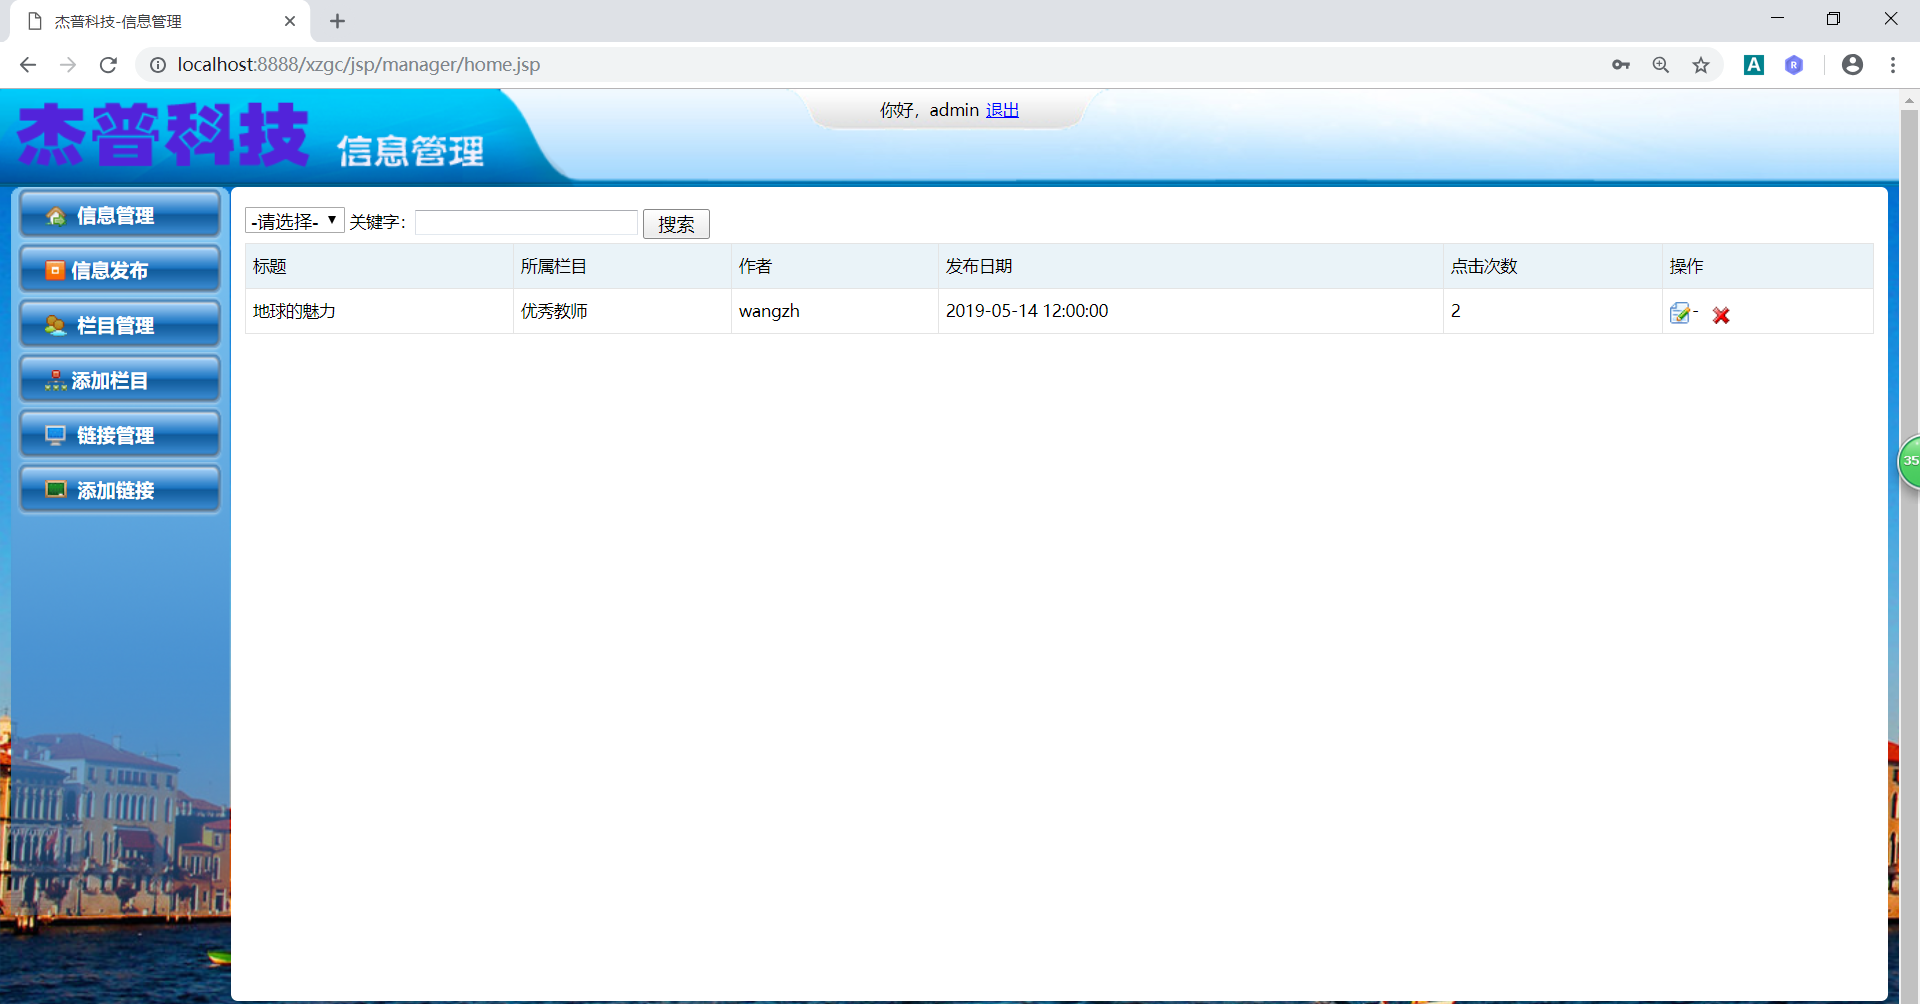 杰普科技-信息管理
localhost:8888/xzgc/jsp/manager/home.jsp
A
R
杰普科技 信息管理
你好，admin 退出
信息管理
信息发布
栏目管理
添加栏目
链接管理
添加链接
-请选择- 关键字： 搜索
标题 所属栏目 作者 发布日期 点击次数 操作
地球的魅力 优秀教师 wangzh 2019-05-14 12:00:00 2 -
35